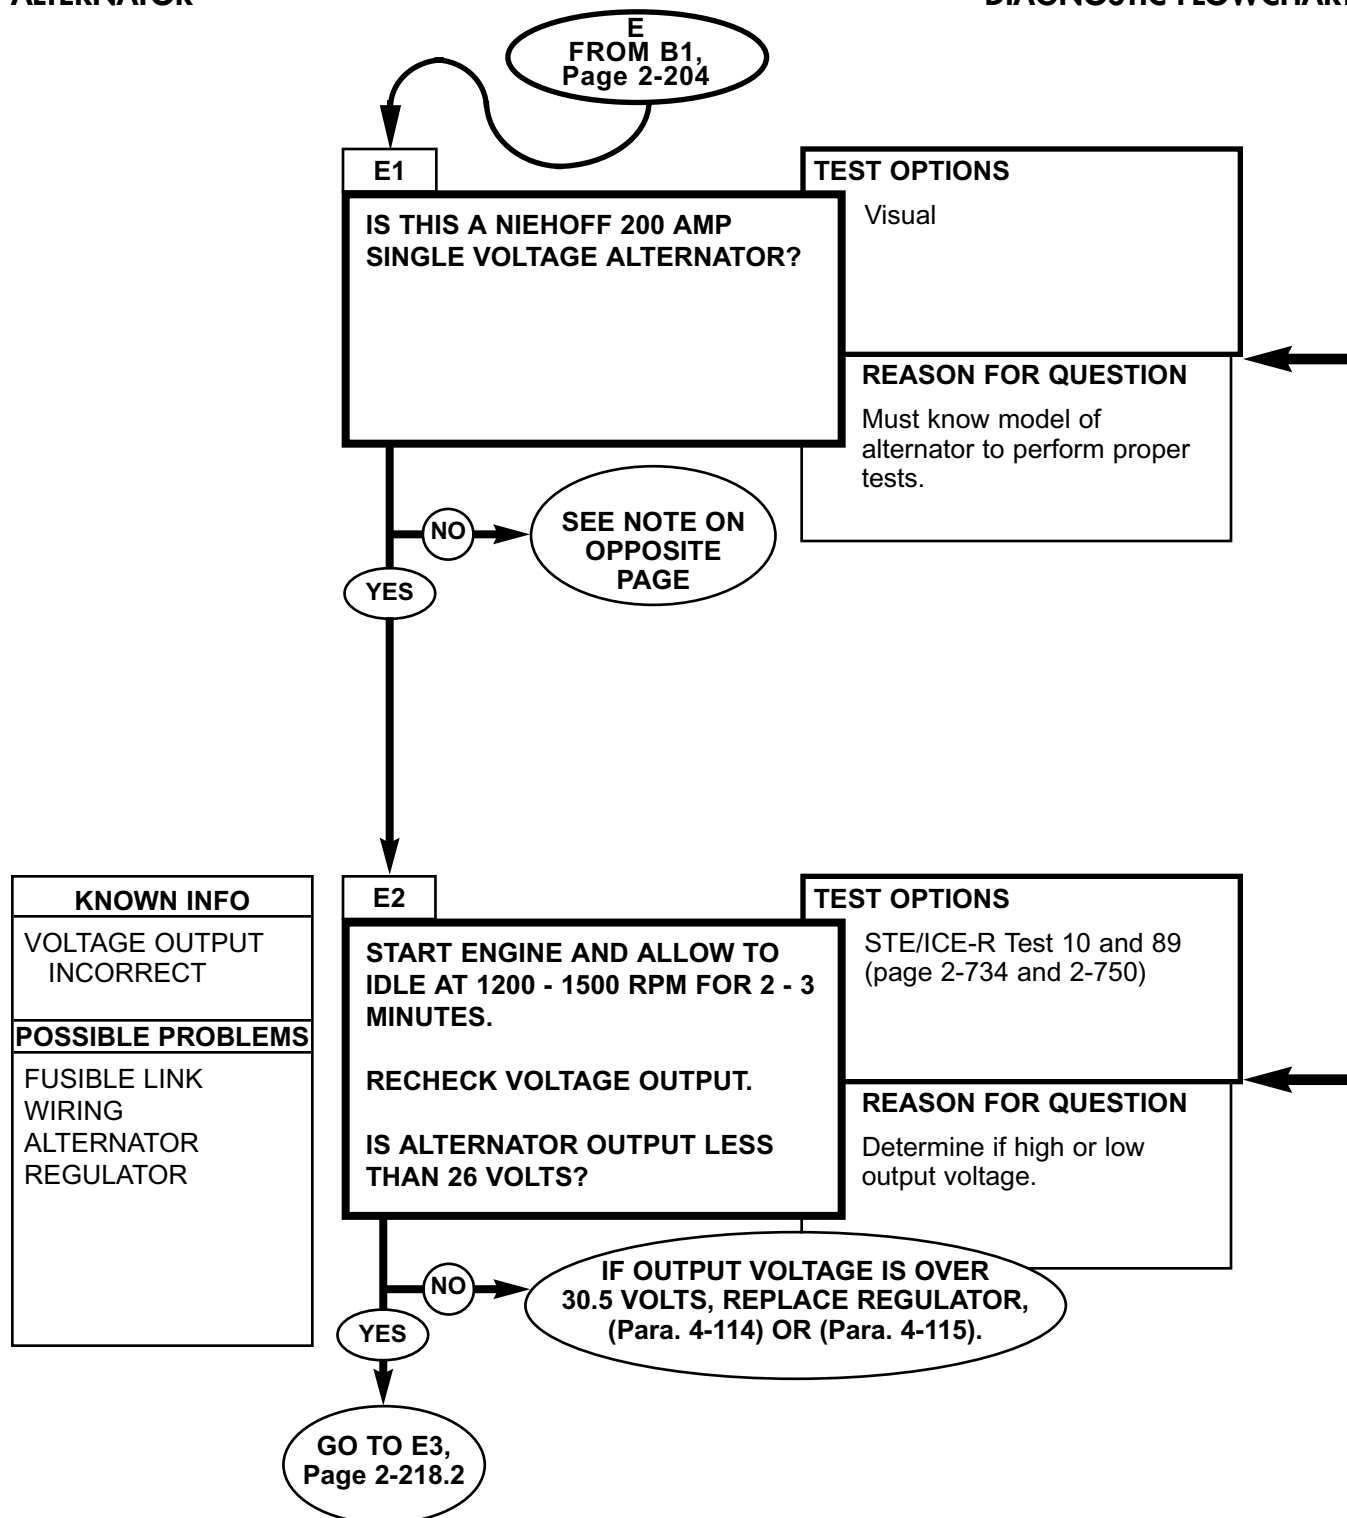 ALTERNATOR
DIAGNOSTIC FLOWCHART
E
FROM B1,
Page 2-204
E1
IS THIS A NIEHOFF 200 AMP
SINGLE VOLTAGE ALTERNATOR?
TEST OPTIONS
Visual
REASON FOR QUESTION
Must know model of
alternator to perform proper
tests.
NO
SEE NOTE ON
OPPOSITE
PAGE
YES
KNOWN INFO
VOLTAGE OUTPUT
INCORRECT
POSSIBLE PROBLEMS
FUSIBLE LINK
WIRING
ALTERNATOR
REGULATOR
E2
START ENGINE AND ALLOW TO
IDLE AT 1200 - 1500 RPM FOR 2 - 3
MINUTES.
RECHECK VOLTAGE OUTPUT.
IS ALTERNATOR OUTPUT LESS
THAN 26 VOLTS?
TEST OPTIONS
STE/ICE-R Test 10 and 89
(page 2-734 and 2-750)
REASON FOR QUESTION
Determine if high or low
output voltage.
NO
IF OUTPUT VOLTAGE IS OVER
30.5 VOLTS, REPLACE REGULATOR,
(Para. 4-114) OR (Para. 4-115).
YES
GO TO E3,
Page 2-218.2